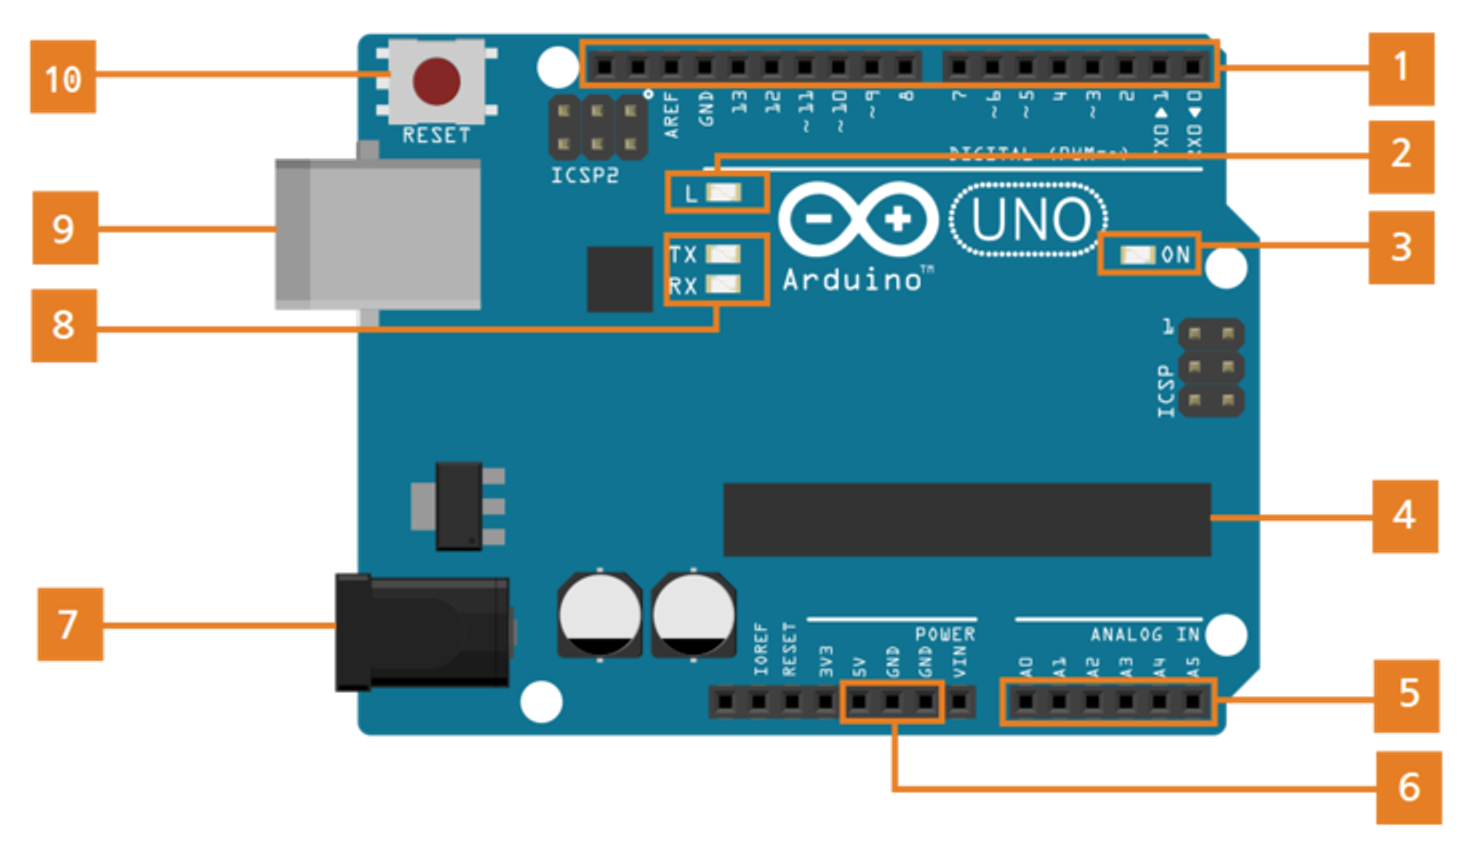 10
1
RESET
AREF
GND
13
12
~11
~10
~9
8
7
~6
~5
4
~3
2
TX0▶1
RX0◀0
DIGITAL (PWM=~)
2
ICSP2
L
9
UNO
3
TX
ON
RX
Arduino™
8
1
ICSP
4
7
IOREF
RESET
3V3
5V
GND
GND
VIN
POWER
ANALOG IN
A0
A1
A2
A3
A4
A5
5
6